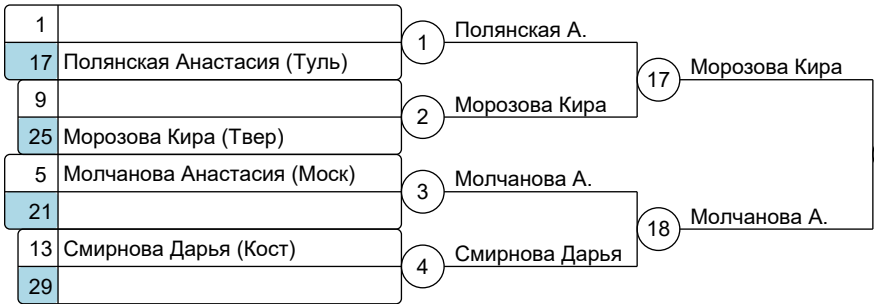 1
17 Полянская Анастасия (Туль)
1
Полянская А.
9
25 Морозова Кира (Твер)
2
Морозова Кира
17
Морозова Кира
5 Молчанова Анастасия (Моск)
21
3
Молчанова А.
13 Смирнова Дарья (Кост)
29
4
Смирнова Дарья
18
Молчанова А.